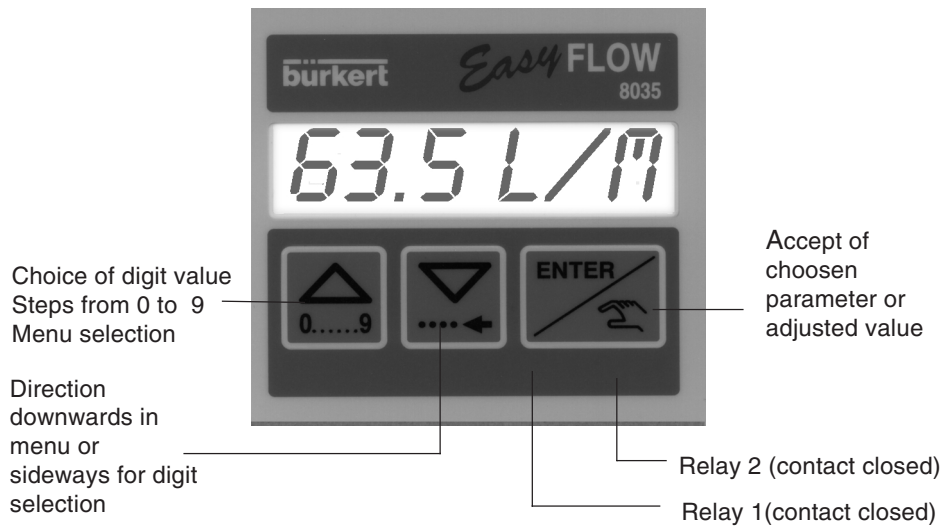 bürkert
Easy FLOW
8035
63.5 L/M
ENTER
0......9
Choice of digit value
Steps from 0 to 9
Menu selection
Direction
downwards in
menu or
sideways for digit
selection
Accept of
choosen
parameter or
adjusted value
Relay 2 (contact closed)
Relay 1(contact closed)